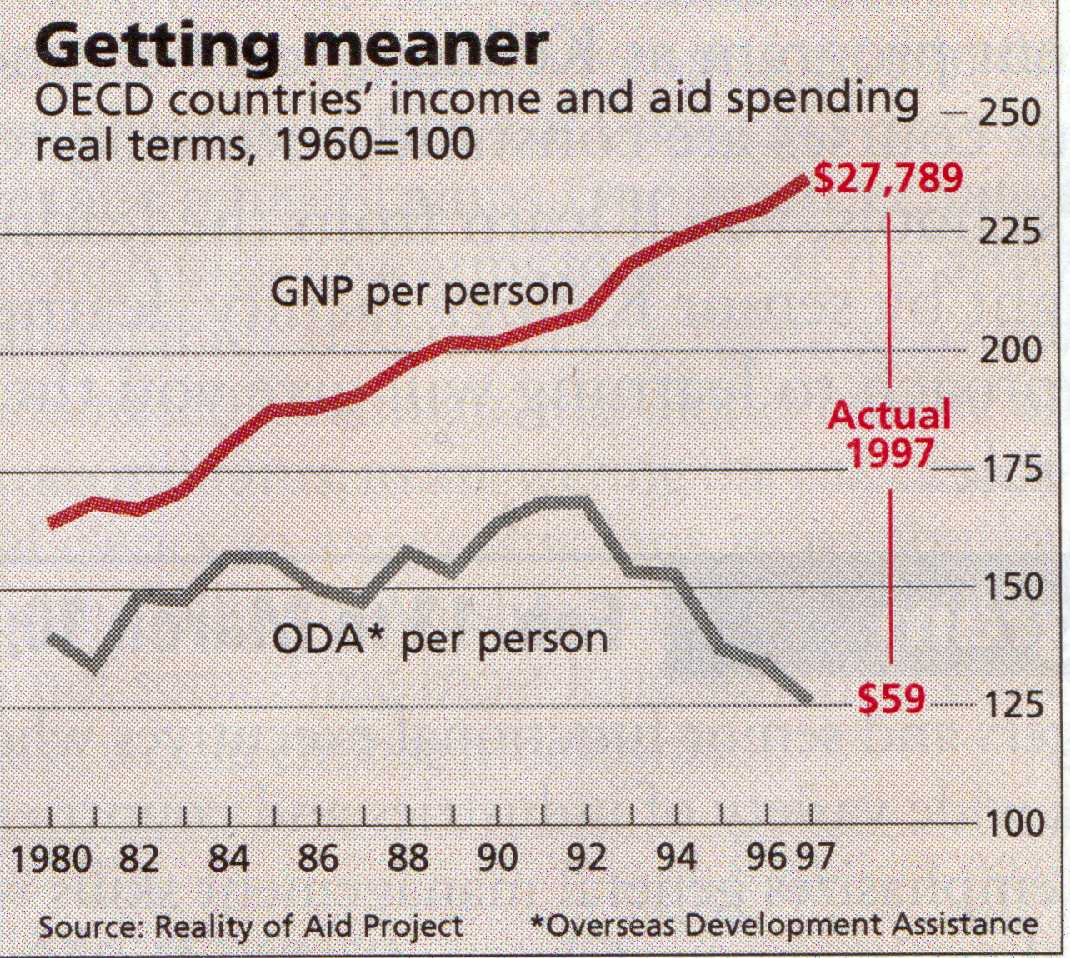 Getting meaner
OECD countries' income and aid spending
real terms, 1960=100
250
$27,789
225
GNP per person
200
Actual
1997
175
150
ODA* per person
$59
125
100
1980 82 84 86 88 90 92 94 96 97
Source: Reality of Aid Project *Overseas Development Assistance